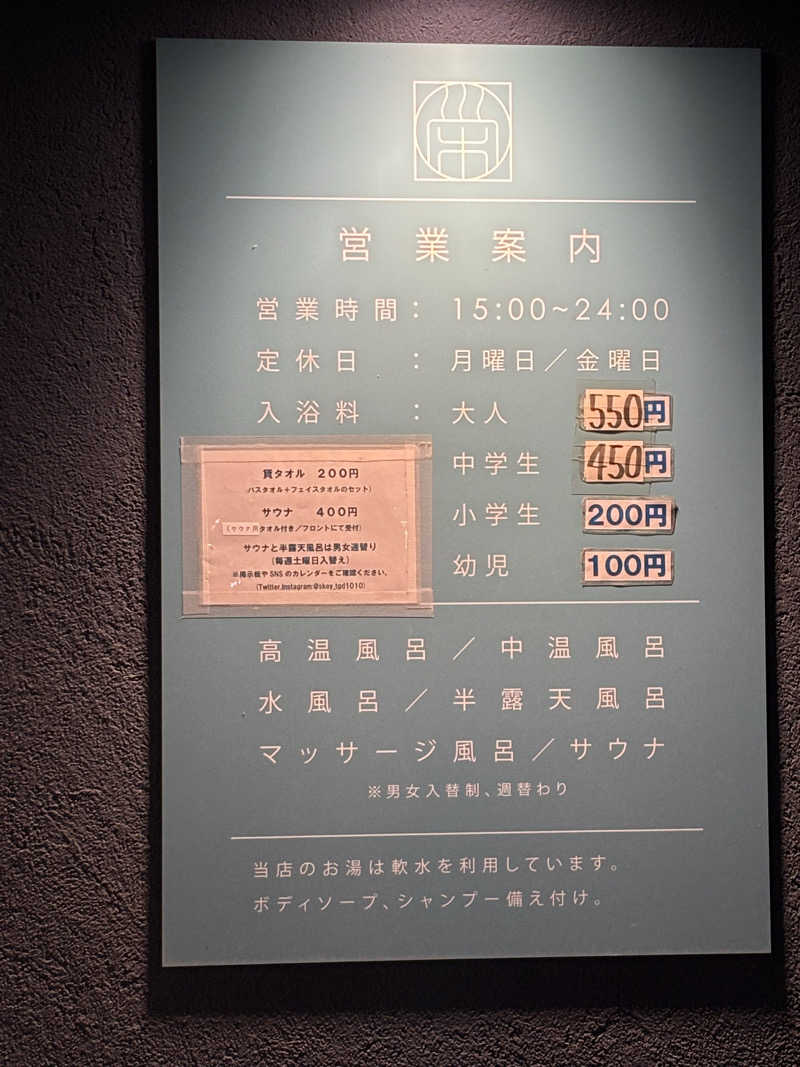 営業案内
営業時間： 15:00~24:00
定休日 ： 月曜日／金曜日
入浴料 ： 大人 550円
中学生 450円
小学生 200円
幼児 100円
貸タオル 200円
(バスタオル+フェイスタオルのセット)
サウナ 400円
(サウナ用タオル付き／フロントにて受付)
サウナと半露天風呂は男女週替り
(毎週土曜日入替え)
※掲示板やSNSのカレンダーをご確認ください。
高温風呂／中温風呂
水風呂／半露天風呂
マッサージ風呂／サウナ
※男女入替制、週替わり
当店のお湯は軟水を利用しています。
ボディソープ、シャンプー備え付け。